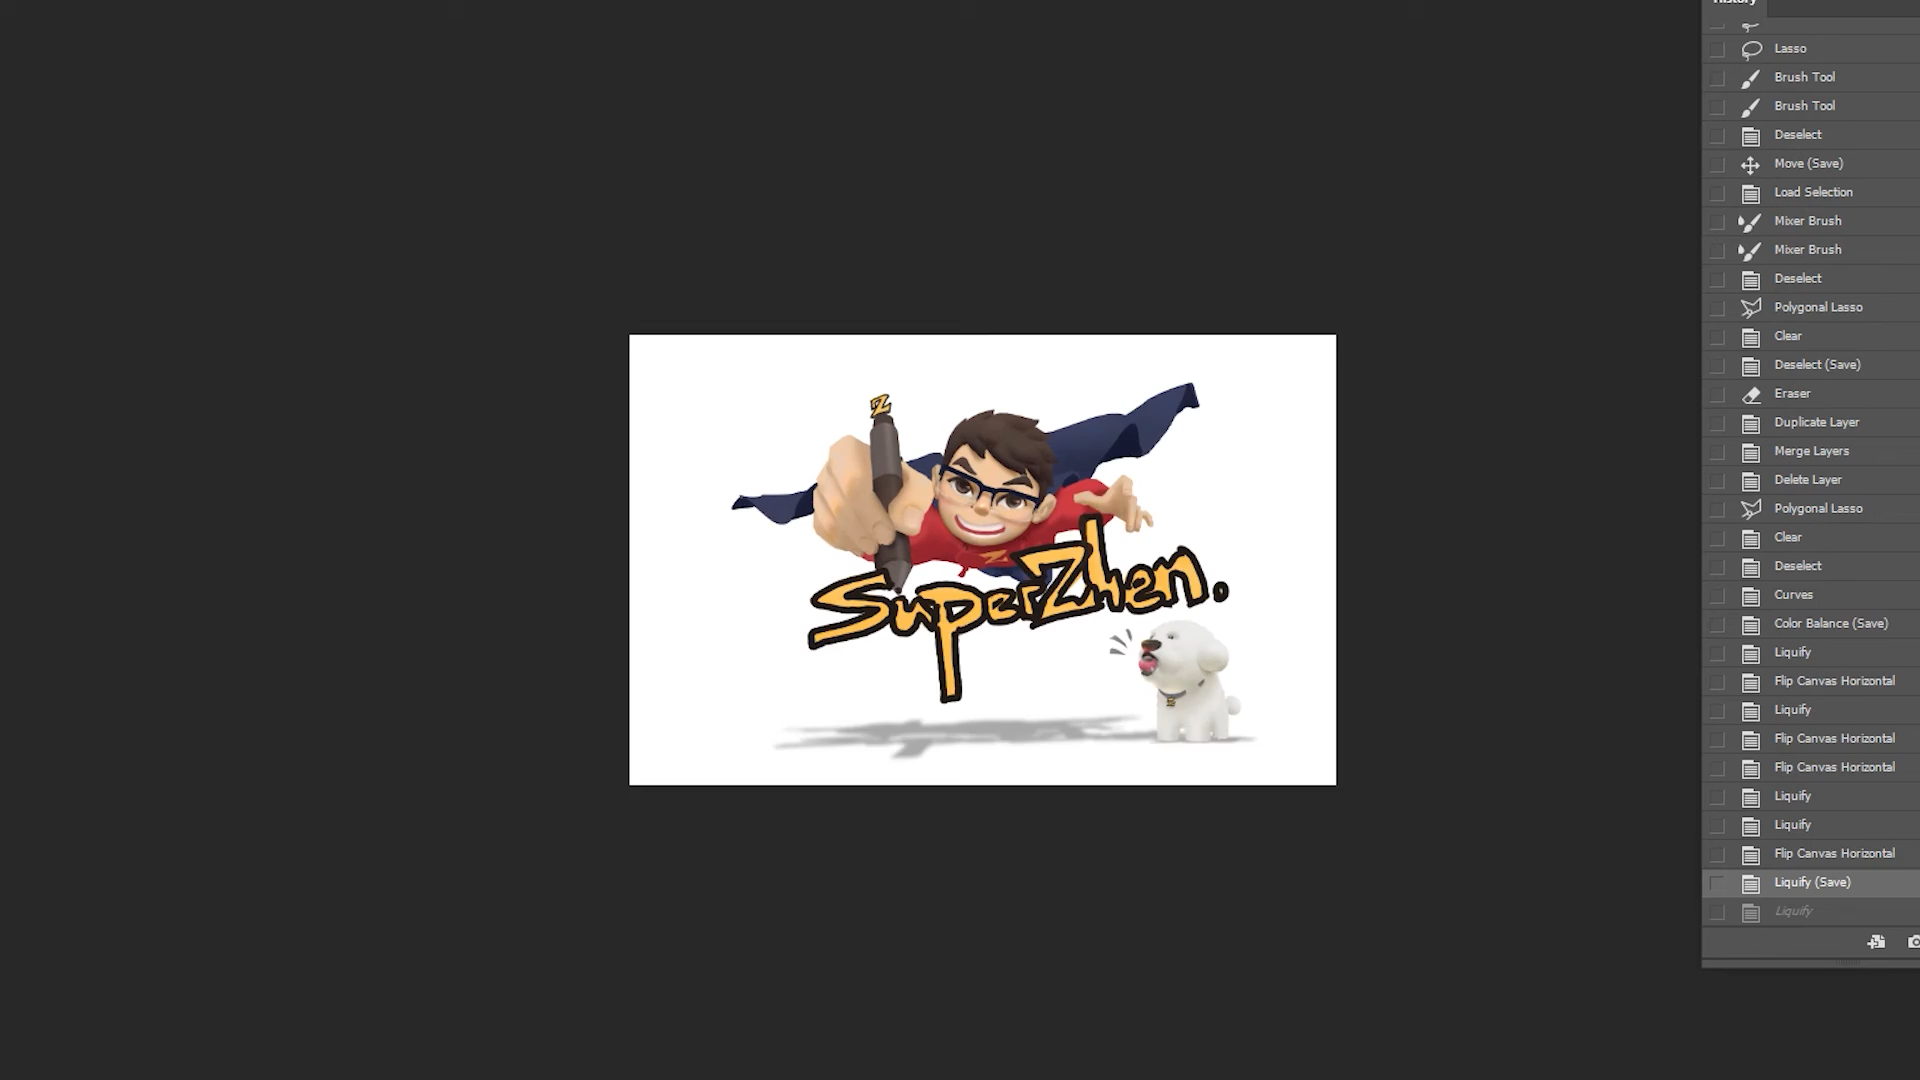 History
Lasso
Brush Tool
Brush Tool
Deselect
Move (Save)
Load Selection
Mixer Brush
Mixer Brush
Deselect
Polygonal Lasso
Clear
Deselect (Save)
Eraser
Duplicate Layer
Merge Layers
Delete Layer
Polygonal Lasso
Clear
Deselect
Curves
Color Balance (Save)
Liquify
Flip Canvas Horizontal
Liquify
Flip Canvas Horizontal
Flip Canvas Horizontal
Liquify
Liquify
Flip Canvas Horizontal
Liquify (Save)
Liquify
Z
Z
SuperZhen.